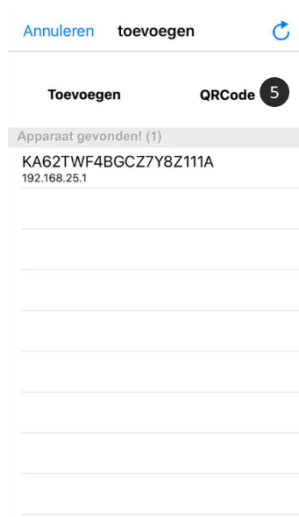 Annuleren toevoegen
Toevoegen QRCode 5
Apparaat gevonden! (1)
KA62TWF4BGCZ7Y8Z111A
192.168.25.1